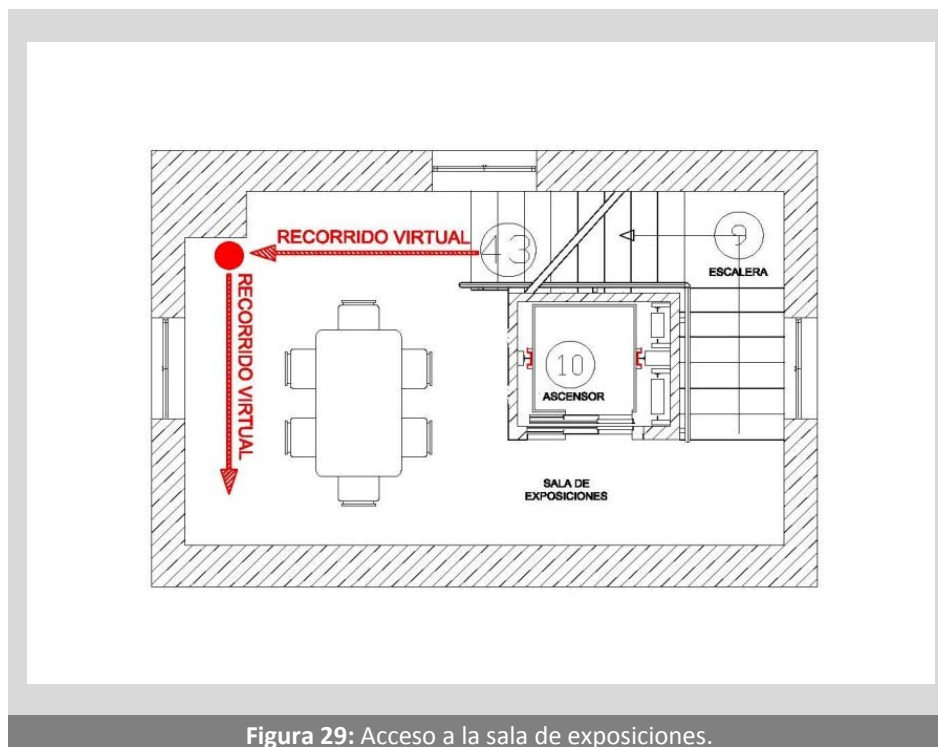 RECORRIDO VIRTUAL
43
9
ESCALERA
RECORRIDO VIRTUAL
10
ASCENSOR
SALA DE
EXPOSICIONES
Figura 29: Acceso a la sala de exposiciones.